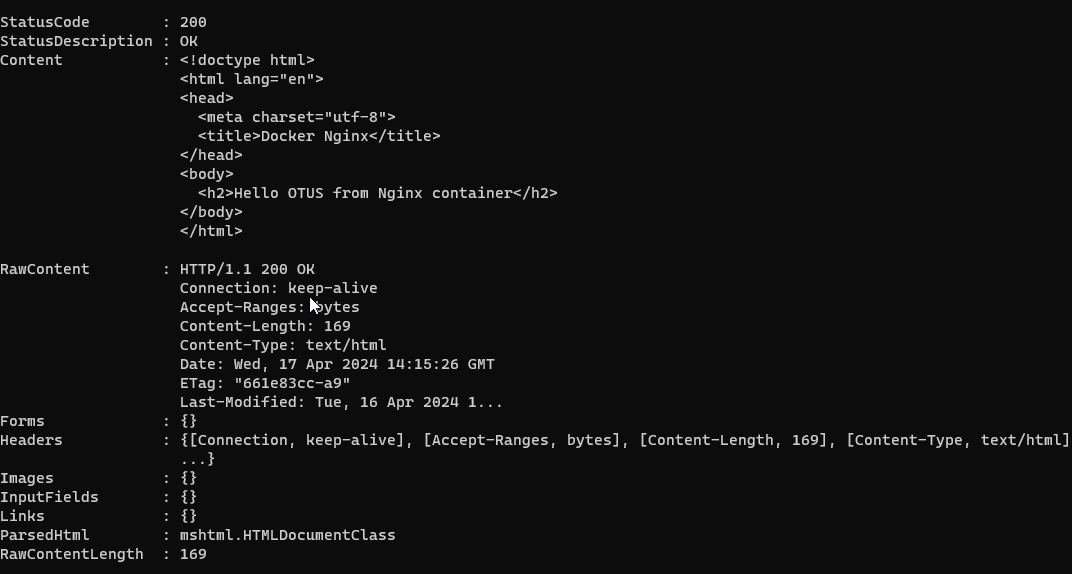 StatusCode        : 200
StatusDescription : OK
Content           : <!doctype html>
                    <html lang="en">
                    <head>
                      <meta charset="utf-8">
                      <title>Docker Nginx</title>
                    </head>
                    <body>
                      <h2>Hello OTUS from Nginx container</h2>
                    </body>
                    </html>

RawContent        : HTTP/1.1 200 OK
                    Connection: keep-alive
                    Accept-Ranges: bytes
                    Content-Length: 169
                    Content-Type: text/html
                    Date: Wed, 17 Apr 2024 14:15:26 GMT
                    ETag: "661e83cc-a9"
                    Last-Modified: Tue, 16 Apr 2024 1...
Forms             : {}
Headers           : {[Connection, keep-alive], [Accept-Ranges, bytes], [Content-Length, 169], [Content-Type, text/html]
                    ...}
Images            : {}
InputFields       : {}
Links             : {}
ParsedHtml        : mshtml.HTMLDocumentClass
RawContentLength  : 169